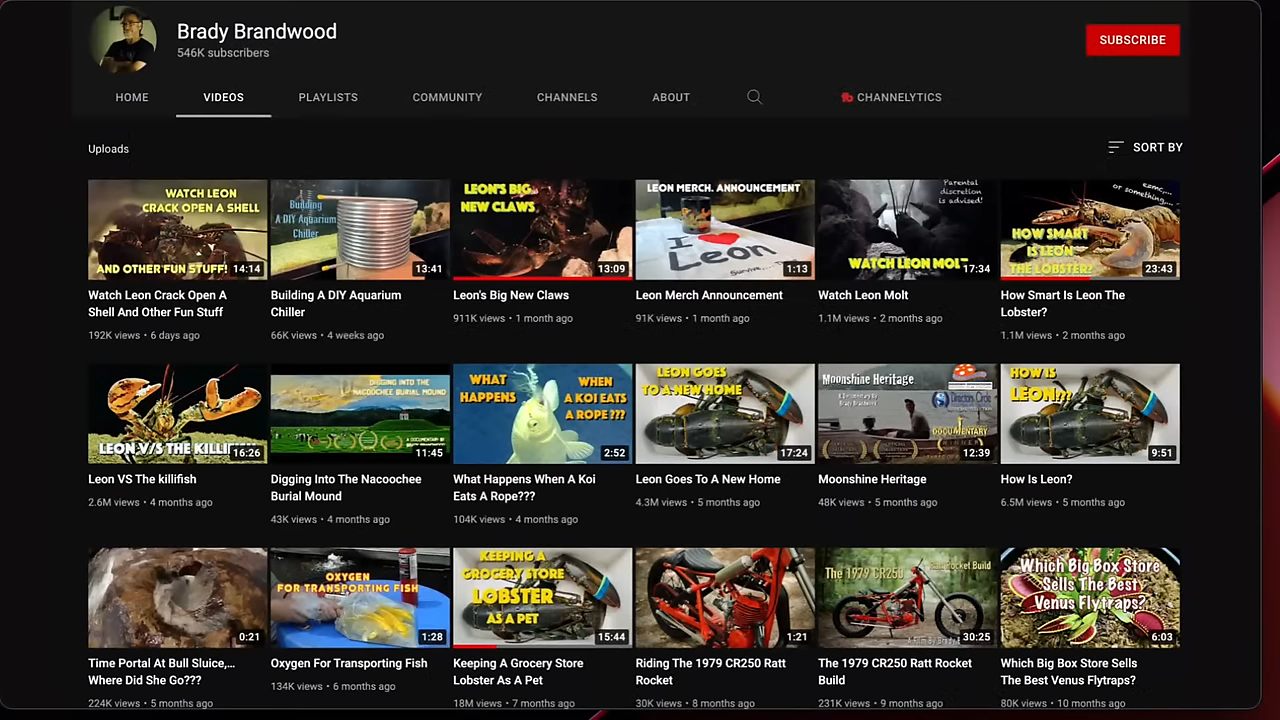 Brady Brandwood
546K subscribers
SUBSCRIBE
HOME
VIDEOS
PLAYLISTS
COMMUNITY
CHANNELS
ABOUT
CHANNELYTICS
Uploads
SORT BY
WATCH LEON
CRACK OPEN A SHELL
AND OTHER FUN STUFF!
14:14
Building
A DIY Aquarium
Chiller
13:41
LEON'S BIG
NEW CLAWS
13:09
LEON MERCH. ANNOUNCEMENT
I
Leon
1:13
Parental
discretion
is advised!
WATCH LEON MOLT
17:34
esmc,...
or something,...
HOW SMART
IS LEON
THE LOBSTER?
23:43
Watch Leon Crack Open A
Shell And Other Fun Stuff
192K views • 6 days ago
Building A DIY Aquarium
Chiller
66K views • 4 weeks ago
Leon's Big New Claws
911K views • 1 month ago
Leon Merch Announcement
91K views • 1 month ago
Watch Leon Molt
1.1M views • 2 months ago
How Smart Is Leon The
Lobster?
1.1M views • 2 months ago
LEON V/S THE KILLI
16:26
DIGGING INTO THE
NACOOCHEE BURIAL MOUND
11:45
WHAT
HAPPENS
WHEN
A KOI EATS
A ROPE ???
2:52
LEON GOES
TO A NEW HOME
17:24
Moonshine Heritage
DOCUMENTARY
WINNER
12:39
HOW IS
LEON???
9:51
Leon VS The killifish
2.6M views • 4 months ago
Digging Into The Nacoochee
Burial Mound
43K views • 4 months ago
What Happens When A Koi
Eats A Rope???
104K views • 4 months ago
Leon Goes To A New Home
4.3M views • 5 months ago
Moonshine Heritage
48K views • 5 months ago
How Is Leon?
6.5M views • 5 months ago
0:21
OXYGEN
FOR TRANSPORTING FISH
1:28
KEEPING A
GROCERY STORE
LOBSTER
AS A PET
15:44
1:21
The 1979 CR250
Ratt Rocket Build
30:25
Which Big Box Store
Sells The Best
Venus Flytraps?
6:03
Time Portal At Bull Sluice,...
Where Did She Go???
224K views • 5 months ago
Oxygen For Transporting Fish
134K views • 6 months ago
Keeping A Grocery Store
Lobster As A Pet
18M views • 7 months ago
Riding The 1979 CR250 Ratt
Rocket
30K views • 8 months ago
The 1979 CR250 Ratt Rocket
Build
231K views • 9 months ago
Which Big Box Store Sells
The Best Venus Flytraps?
80K views • 10 months ago